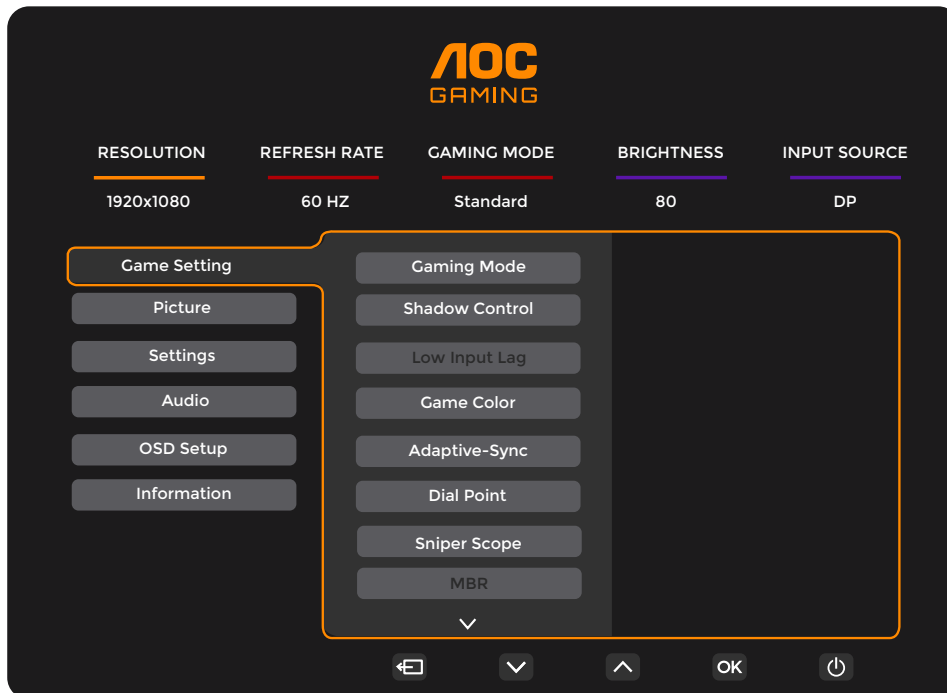 AOC
GAMING
RESOLUTION REFRESH RATE GAMING MODE BRIGHTNESS INPUT SOURCE
1920x1080 60 HZ Standard 80 DP
Game Setting
Picture
Settings
Audio
OSD Setup
Information
Gaming Mode
Shadow Control
Low Input Lag
Game Color
Adaptive-Sync
Dial Point
Sniper Scope
MBR
OK